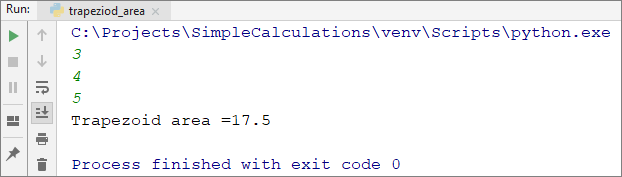 Run: trapeziod_area
C:\Projects\SimpleCalculations\venv\Scripts\python.exe
3
4
5
Trapezoid area =17.5
Process finished with exit code 0